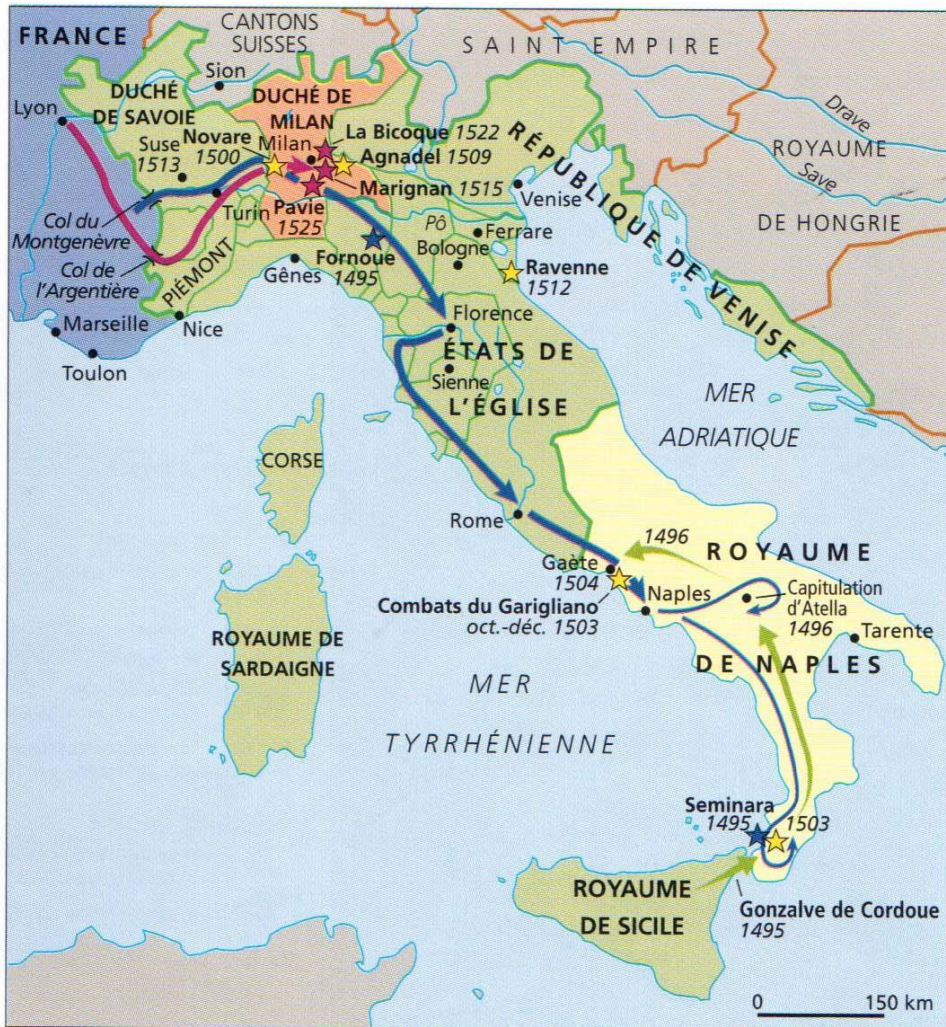 FRANCE
CANTONS
SUISSES
SAINT EMPIRE
Sion
Lyon
DUCHÉ
DE SAVOIE
DUCHÉ DE
MILAN
Suse
1513
Novare
1500
Milan
La Bicoque 1522
Agnadel 1509
Marignan 1515
RÉPUBLIQUE DE VENISE
Drave
ROYAUME
Save
DE HONGRIE
Turin
Pavie
1525
Venise
Col du
Montgenèvre
Pô
Ferrare
Bologne
Col de
l'Argentière
PIÉMONT
Gênes
Fornoue
1495
Ravenne
1512
Marseille
Nice
Toulon
Florence
ÉTATS DE
Sienne
L'ÉGLISE
MER
ADRIATIQUE
CORSE
Rome
1496
ROYAUME
Gaète
1504
Naples
Capitulation
d'Atella
1496
Combats du Garigliano
oct.-déc. 1503
Tarente
ROYAUME DE
SARDAIGNE
DE NAPLES
MER
TYRRHÉNIENNE
Seminara
1495
1503
ROYAUME
DE SICILE
Gonzalve de Cordoue
1495
0 150 km